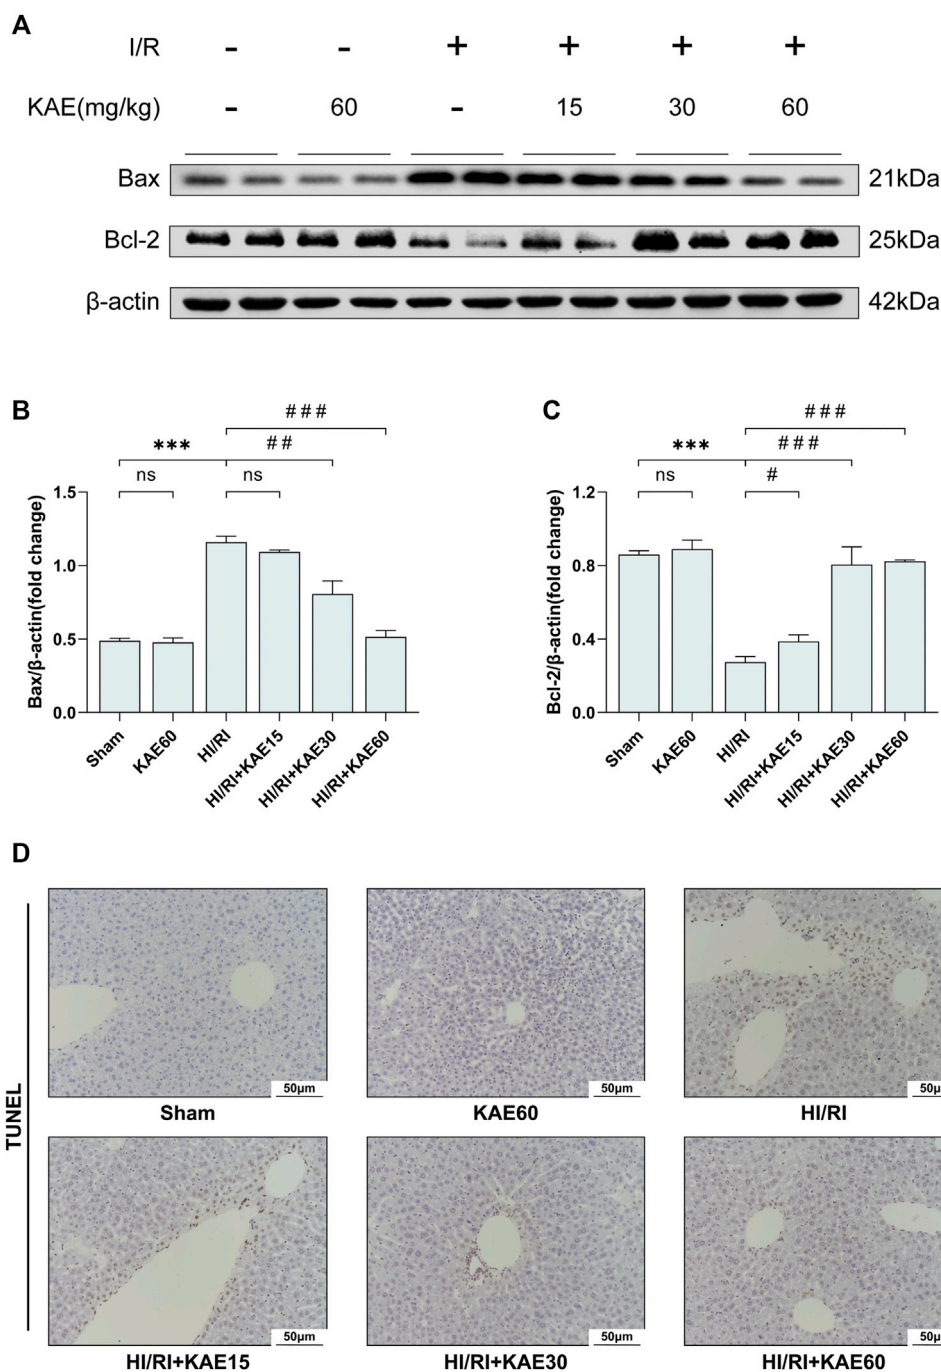 A
I/R - - + + + +
KAE(mg/kg) - 60 - 15 30 60
Bax 21kDa
Bcl-2 25kDa
β-actin 42kDa
B
###
*** ##
ns ns
Bax/β-actin(fold change)
1.5
1.0
0.5
0.0
Sham KAE60 HI/RI HI/RI+KAE15 HI/RI+KAE30 HI/RI+KAE60
C
###
*** ###
ns #
Bcl-2/β-actin(fold change)
1.2
0.8
0.4
0.0
Sham KAE60 HI/RI HI/RI+KAE15 HI/RI+KAE30 HI/RI+KAE60
D
TUNEL
50μm 50μm 50μm
Sham KAE60 HI/RI
50μm 50μm 50μm
HI/RI+KAE15 HI/RI+KAE30 HI/RI+KAE60